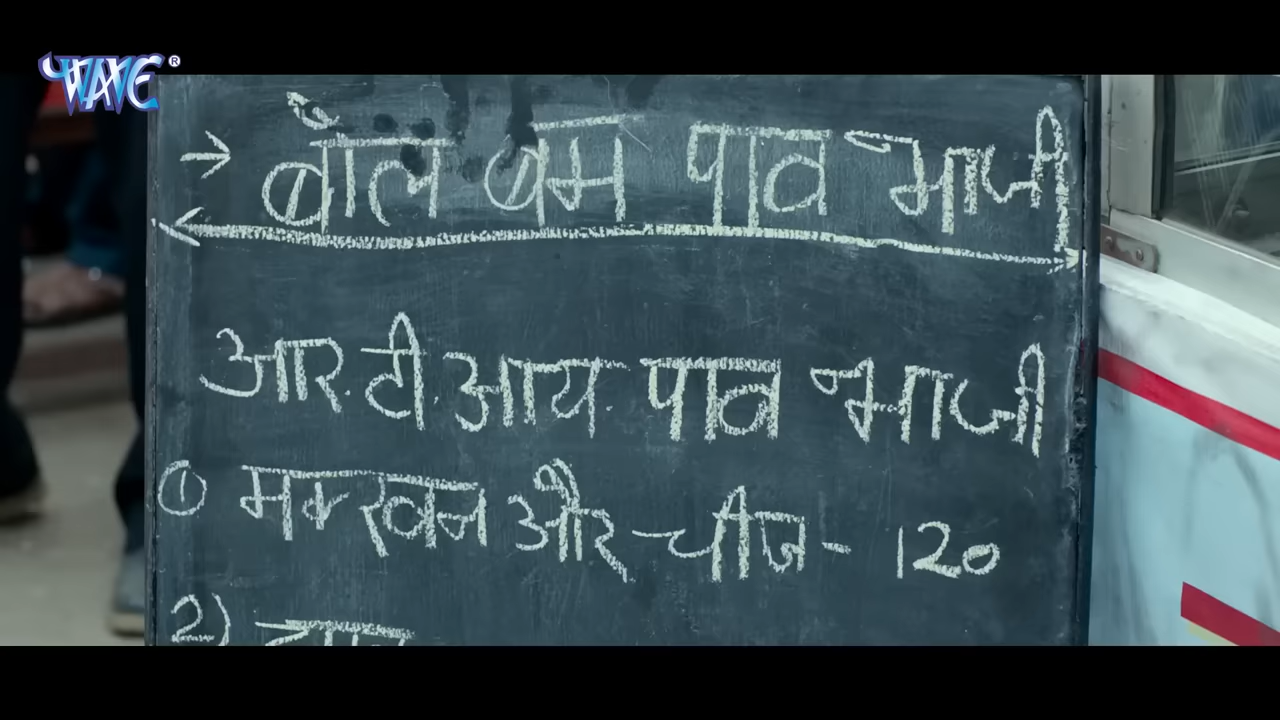 WAVE®
→ बोल बम पाव भाजी
आर.टी.आय.पाव भाजी
① मक्खन और चीज - 120
2)